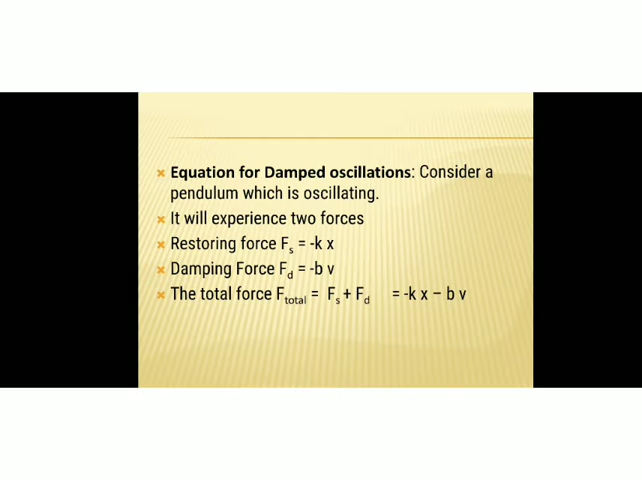 Equation for Damped oscillations: Consider a
pendulum which is oscillating.
It will experience two forces
Restoring force Fs = -k x
Damping Force Fd = -b v
The total force Ftotal = Fs + Fd = -k x – b v